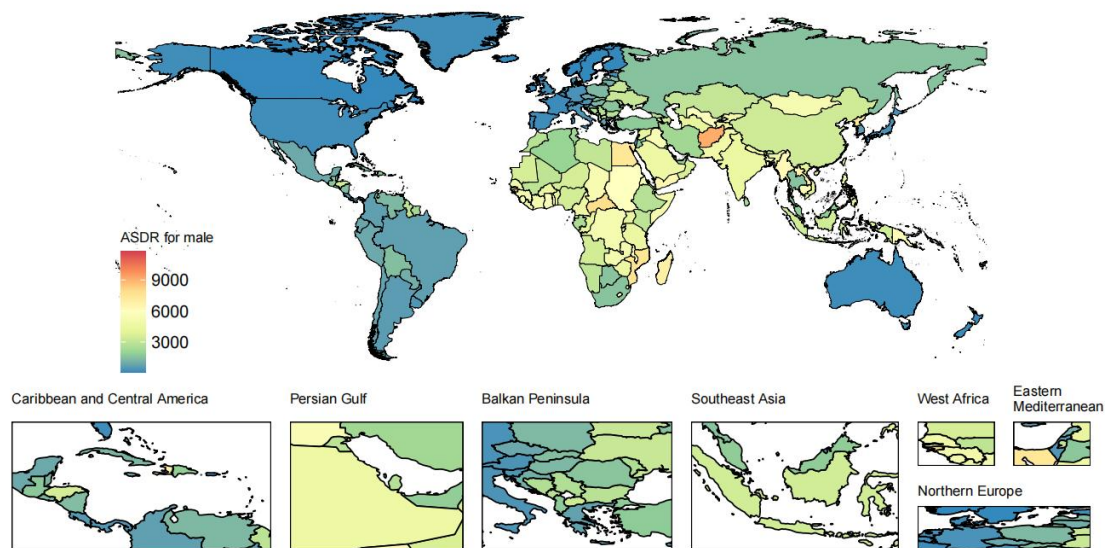 ASDR for male
9000
6000
3000
Caribbean and Central America
Persian Gulf
Balkan Peninsula
Southeast Asia
West Africa
Eastern
Mediterranean
Northern Europe